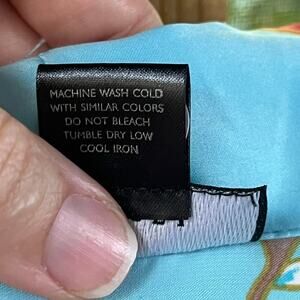 MACHINE WASH COLD
WITH SIMILAR COLORS
DO NOT BLEACH
TUMBLE DRY LOW
COOL IRON